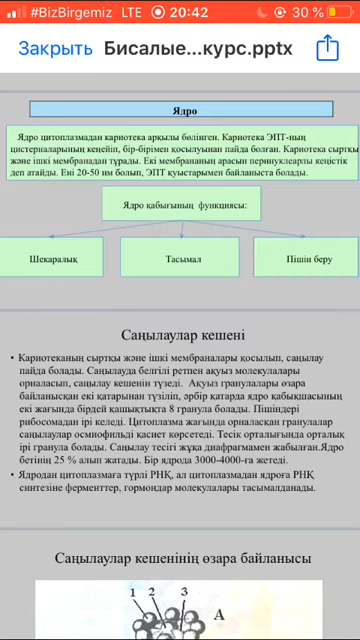 #BizBirgemiz LTE 20:42 30 %
Закрыть Бисалые...курс.pptx
Ядро
Ядро цитоплазмадан кариотека арқылы бөлінген. Кариотека ЭПТ-ның
цистерналарының кеңейіп, бір-бірімен қосылуынан пайда болған. Кариотека сыртқы
және ішкі мембранадан тұрады. Екі мембрананың арасын перинуклеарлы кеңістік
деп атайды. Ені 20-50 нм болып, ЭПТ қуыстарымен байланыста болады.
Ядро қабығының функциясы:
Шекаралық
Тасымал
Пішін беру
Саңылаулар кешені
• Кариотеканың сыртқы және ішкі мембраналары қосылып, саңылау
пайда болады. Саңылауда белгілі ретпен ақуыз молекулалары
орналасып, саңылау кешенін түзеді. Ақуыз гранулалары өзара
байланысқан екі қатарынан түзіліп, әрбір қатарда ядро қабықшасының
екі жағында бірдей қашықтықта 8 гранула болады. Пішіндері
рибосомадан ірі келеді. Цитоплазма жағында орналасқан гранулалар
саңылаулар осмиофильді қасиет көрсетеді. Тесік орталығында орталық
ірі гранула болады. Саңылау тесігі жұқа диафрагмамен жабылған.Ядро
бетінің 25 % алып жатады. Бір ядрода 3000-4000-ға жетеді.
• Ядродан цитоплазмаға түрлі РНҚ, ал цитоплазмадан ядроға РНҚ
синтезіне ферменттер, гормондар молекулалары тасымалданады.
Саңылаулар кешенінің өзара байланысы
1 2 3
А